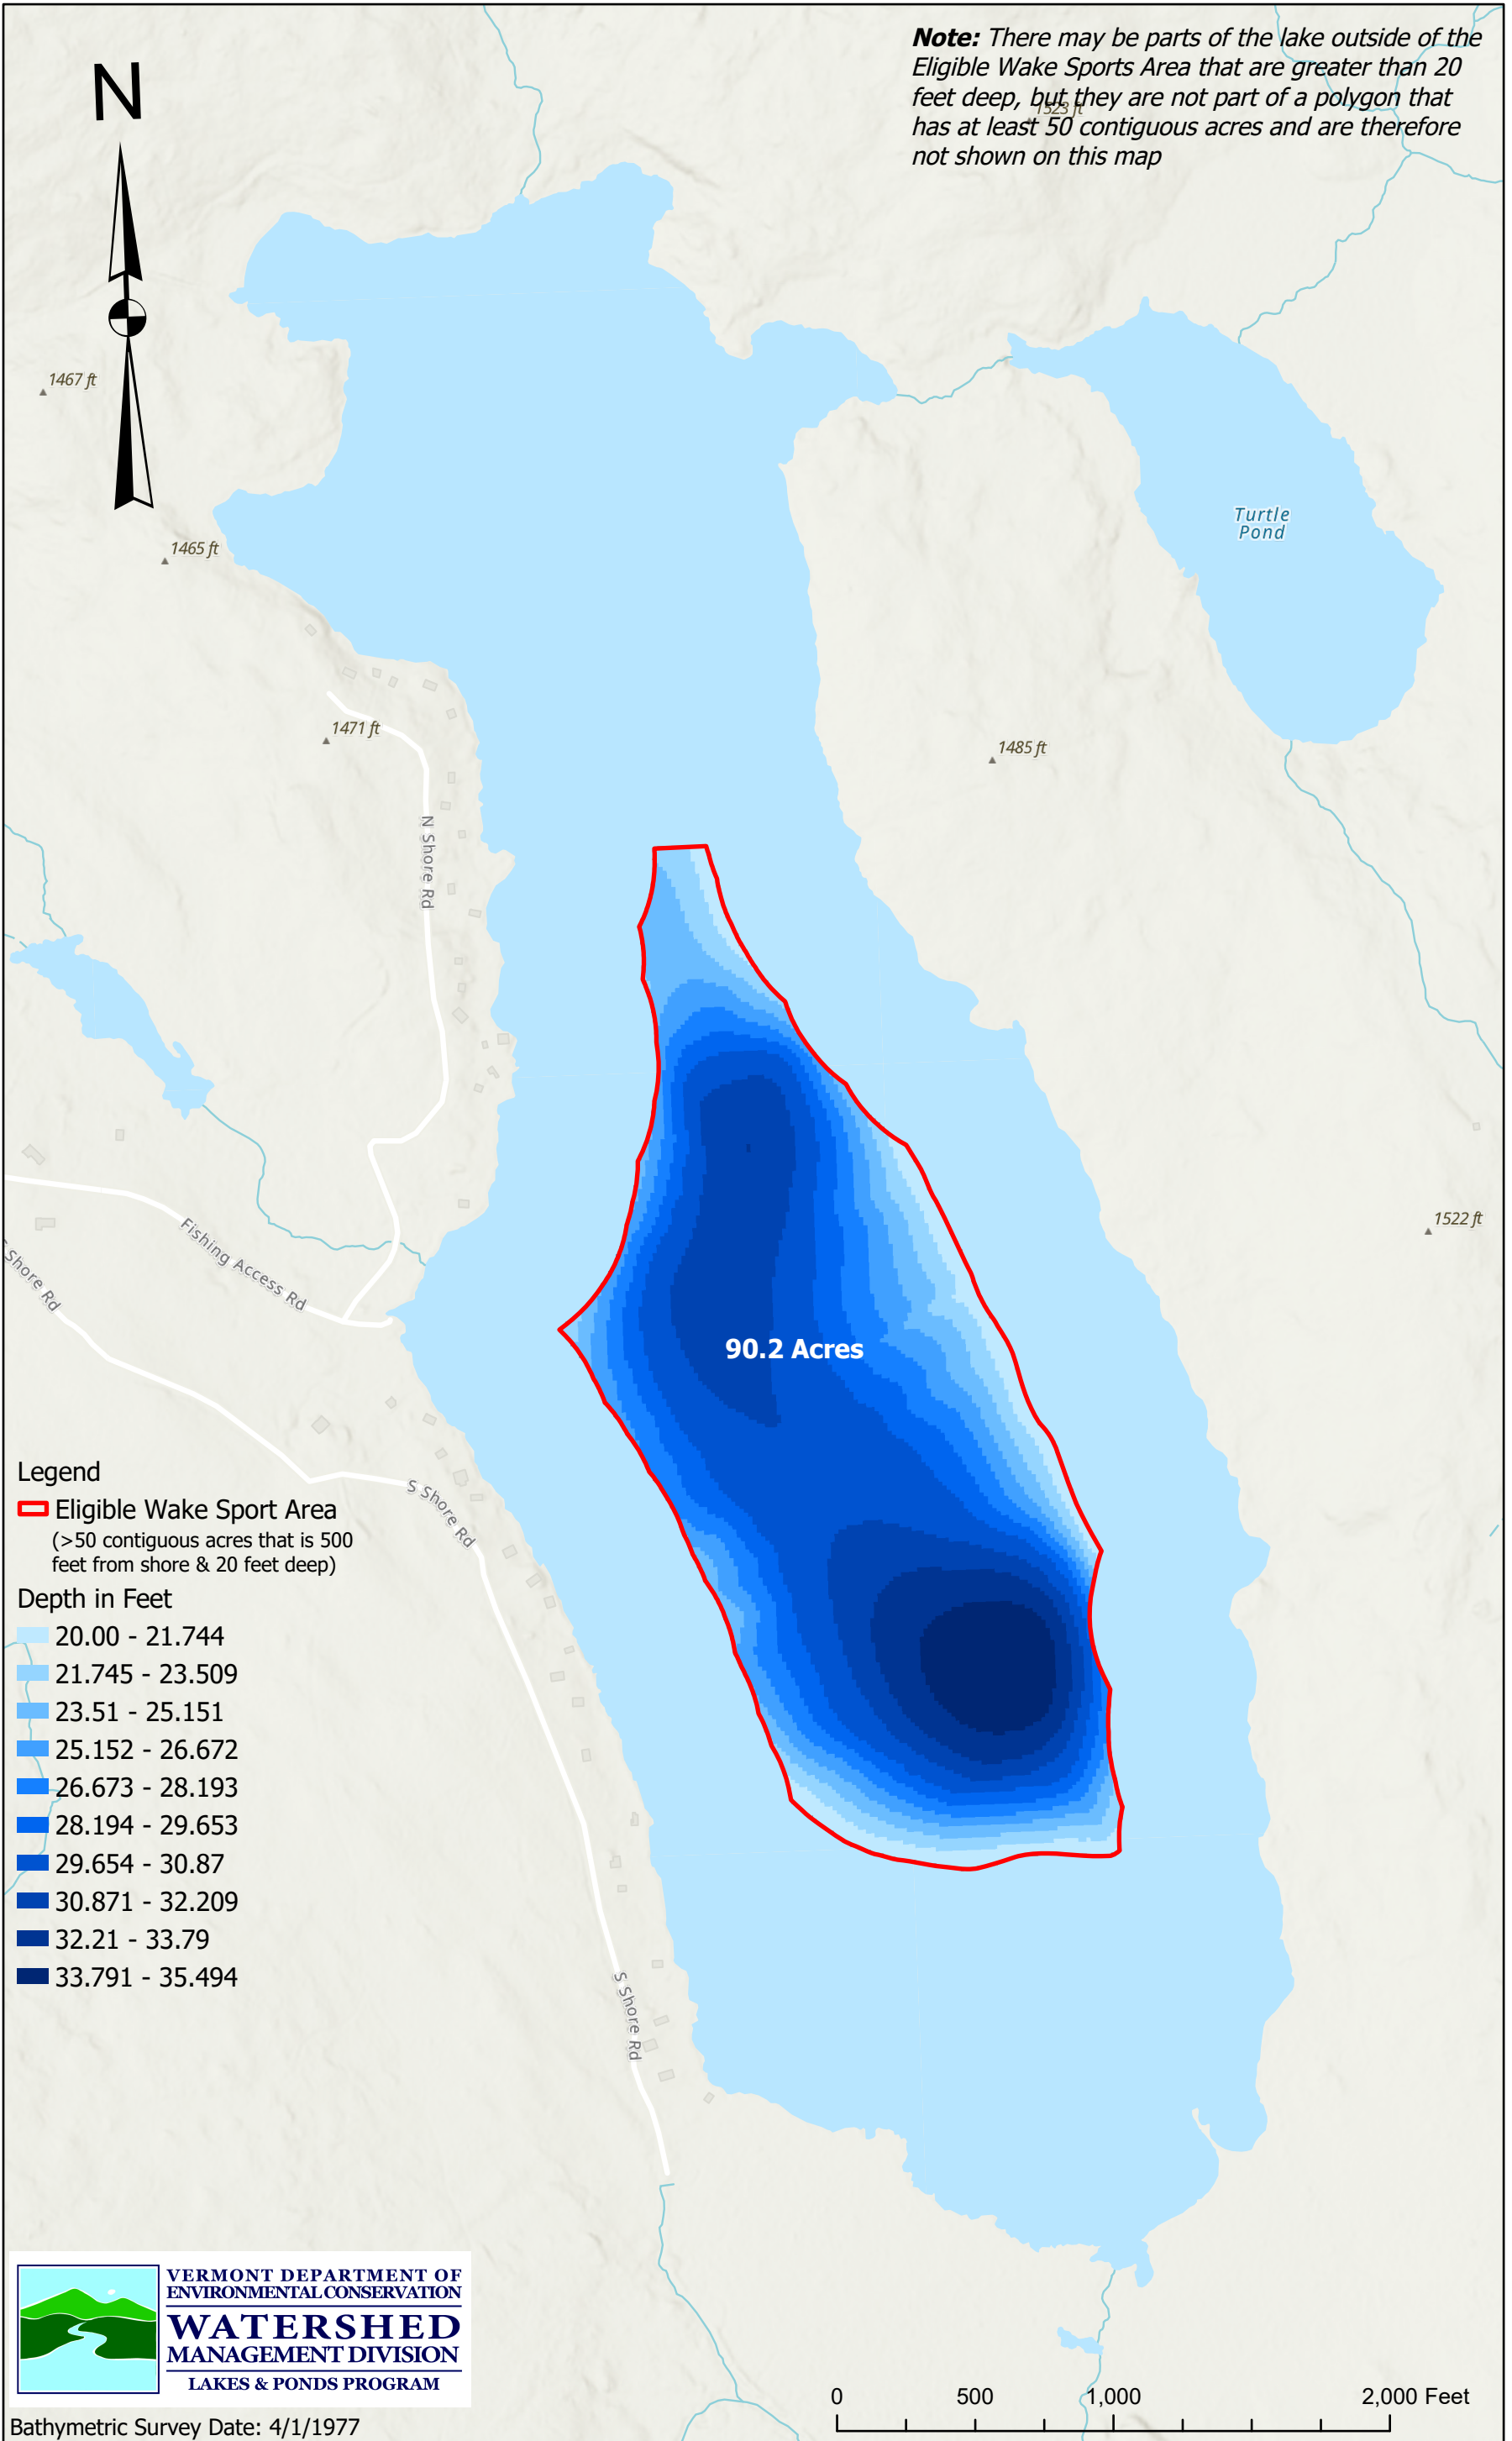 Note: There may be parts of the lake outside of the
Eligible Wake Sports Area that are greater than 20
feet deep, but they are not part of a polygon that
has at least 50 contiguous acres and are therefore
not shown on this map
N
1523 ft
1467 ft
Turtle
Pond
1465 ft
1471 ft
1485 ft
N Shore Rd
1522 ft
Fishing Access Rd
S Shore Rd
90.2 Acres
S Shore Rd
S Shore Rd
Legend
Eligible Wake Sport Area
(>50 contiguous acres that is 500
feet from shore & 20 feet deep)
Depth in Feet
20.00 - 21.744
21.745 - 23.509
23.51 - 25.151
25.152 - 26.672
26.673 - 28.193
28.194 - 29.653
29.654 - 30.87
30.871 - 32.209
32.21 - 33.79
33.791 - 35.494
VERMONT DEPARTMENT OF
ENVIRONMENTAL CONSERVATION
WATERSHED
MANAGEMENT DIVISION
LAKES & PONDS PROGRAM
0 500 1,000 2,000 Feet
Bathymetric Survey Date: 4/1/1977